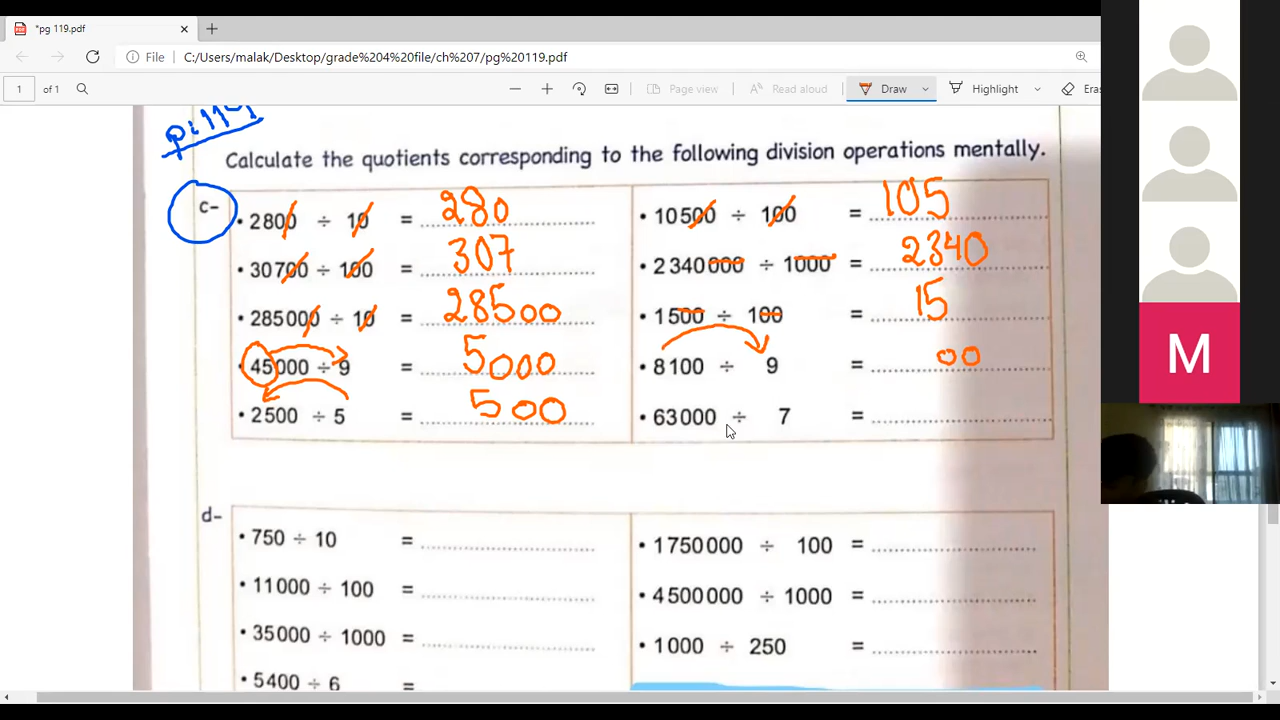 *pg 119.pdf
File
C:/Users/malak/Desktop/grade%204%20file/ch%207/pg%20119.pdf
1 of 1
Page view
Read aloud
Draw
Highlight
Eras
Calculate the quotients corresponding to the following division operations mentally.
c-
• 2800 ÷ 10 = 280
• 30700 ÷ 100 = 307
• 285000 ÷ 10 = 28500
• 45000 ÷ 9 = 5000
• 2500 ÷ 5 = 500
• 10500 ÷ 100 = 105
• 2340000 ÷ 1000 = 2340
• 1500 ÷ 100 = 15
• 8100 ÷ 9 = 00
• 63000 ÷ 7 =
M
d-
• 750 ÷ 10 =
• 11000 ÷ 100 =
• 35000 ÷ 1000 =
• 5400 ÷ 6 =
• 1750000 ÷ 100 =
• 4500000 ÷ 1000 =
• 1000 ÷ 250 =